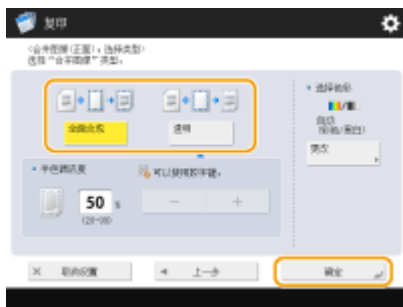 复印
<合并图像(正面): 选择类型>
选择"合并图像"类型。
全面合成
透明
• 选择色彩
自动
(彩色/黑白)
更改
• 半色调浓度
可以使用数字键。
50 %
(20-99)
- +
× 取消设置
上一步
确定